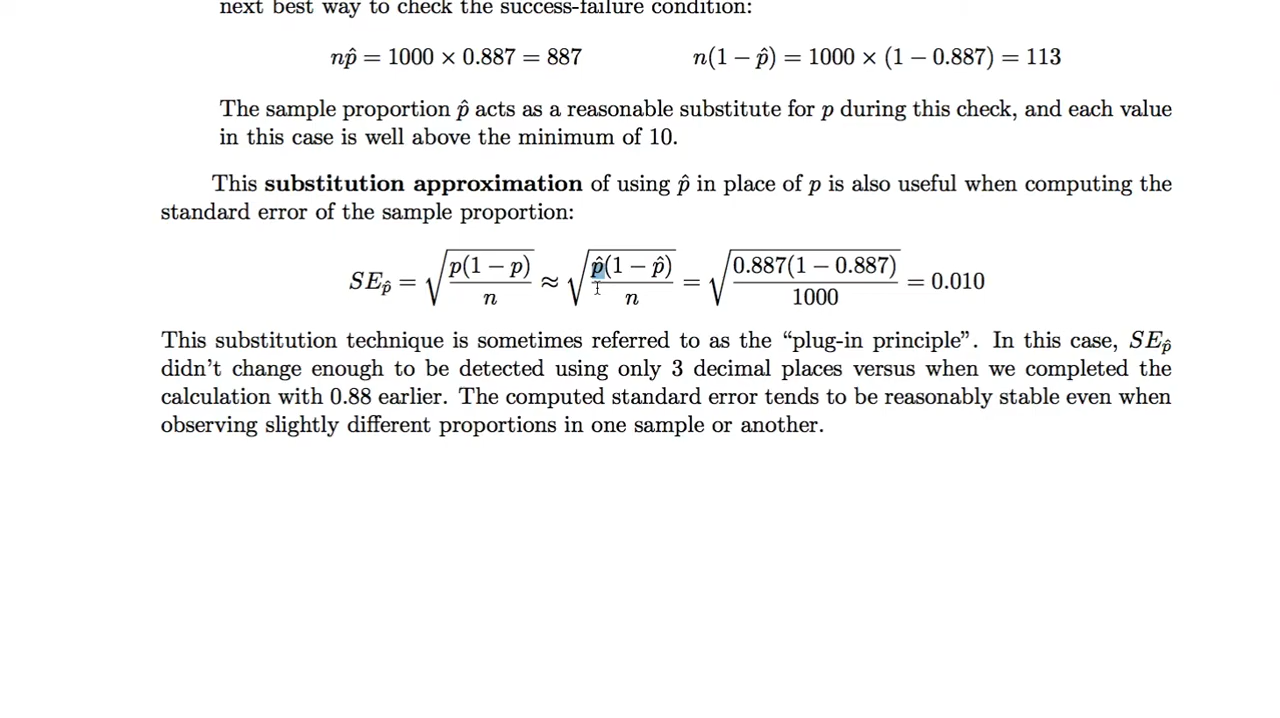 next best way to check the success-failure condition:
np̂ = 1000 × 0.887 = 887 n(1 − p̂) = 1000 × (1 − 0.887) = 113
The sample proportion p̂ acts as a reasonable substitute for p during this check, and each value
in this case is well above the minimum of 10.
This substitution approximation of using p̂ in place of p is also useful when computing the
standard error of the sample proportion:
SE_p̂ = √(p(1 − p)/n) ≈ √(p̂(1 − p̂)/n) = √(0.887(1 − 0.887)/1000) = 0.010
This substitution technique is sometimes referred to as the “plug-in principle”. In this case, SE_p̂
didn’t change enough to be detected using only 3 decimal places versus when we completed the
calculation with 0.88 earlier. The computed standard error tends to be reasonably stable even when
observing slightly different proportions in one sample or another.